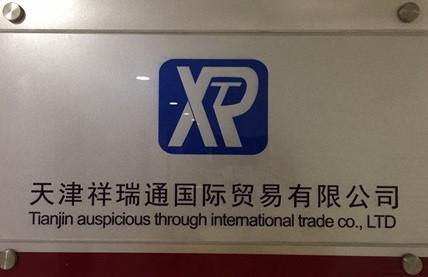 XRT
天津祥瑞通国际贸易有限公司
Tianjin auspicious through international trade co., LTD